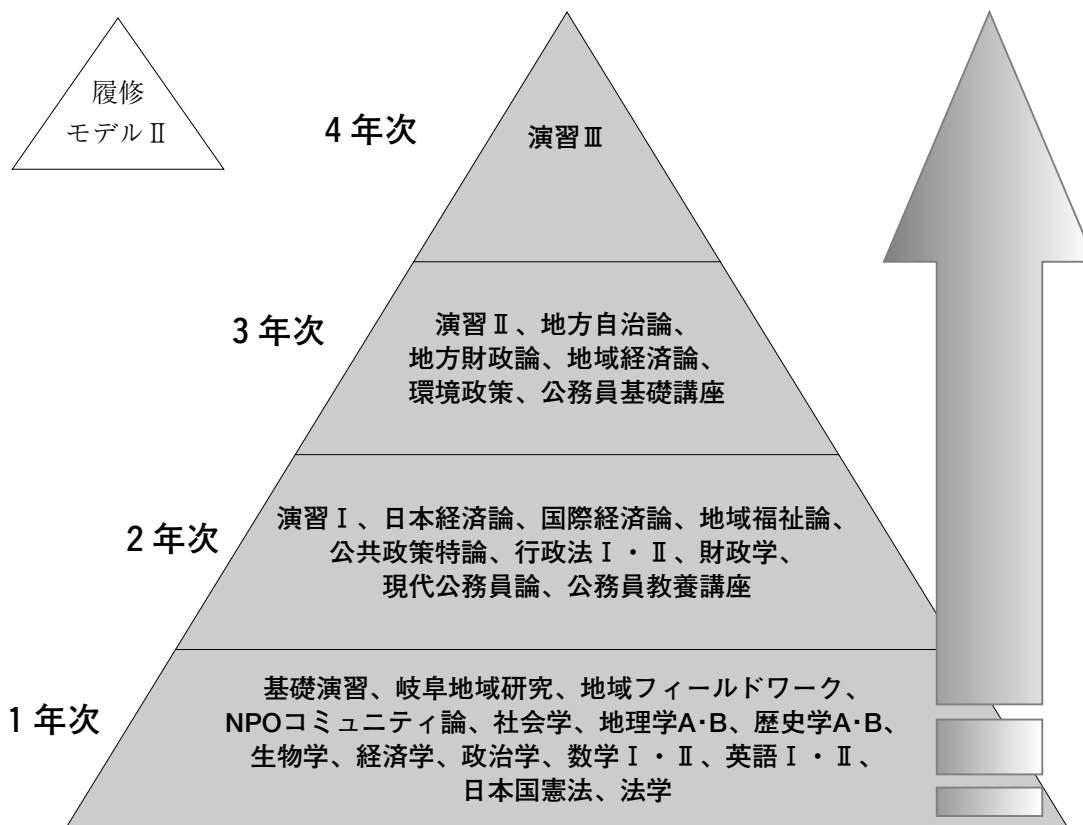 履修
モデルⅡ
4年次
演習Ⅲ
3年次
演習Ⅱ、地方自治論、
地方財政論、地域経済論、
環境政策、公務員基礎講座
2年次
演習Ⅰ、日本経済論、国際経済論、地域福祉論、
公共政策特論、行政法Ⅰ・Ⅱ、財政学、
現代公務員論、公務員教養講座
1年次
基礎演習、岐阜地域研究、地域フィールドワーク、
NPOコミュニティ論、社会学、地理学A・B、歴史学A・B、
生物学、経済学、政治学、数学Ⅰ・Ⅱ、英語Ⅰ・Ⅱ、
日本国憲法、法学